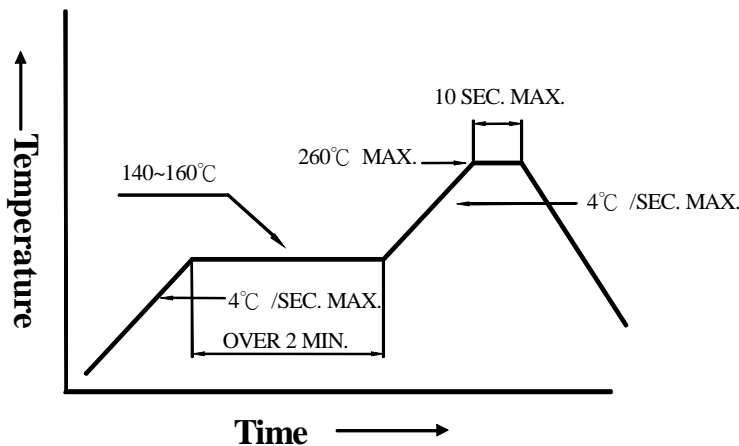 10 SEC. MAX.
260℃ MAX.
140~160℃
4℃ /SEC. MAX.
4℃ /SEC. MAX.
OVER 2 MIN.
Temperature
Time